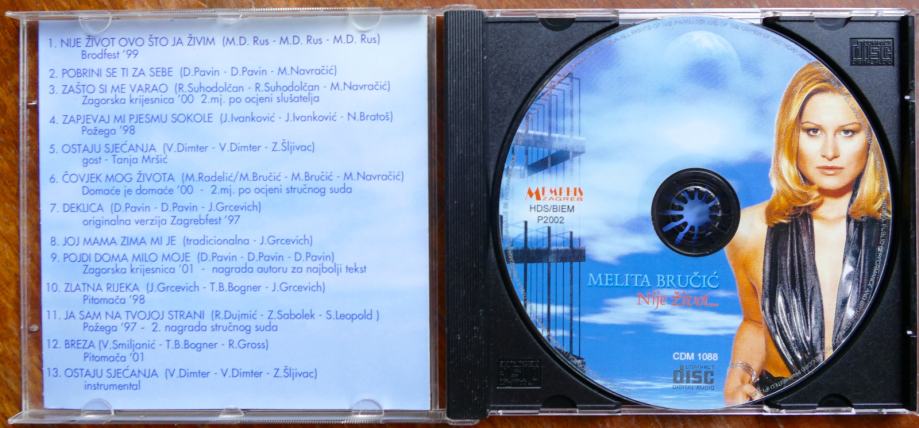 1. NIJE ŽIVOT OVO ŠTO JA ŽIVIM (M.D. Rus - M.D. Rus - M.D. Rus)
Brodfest '99
2. POBRINI SE TI ZA SEBE (D.Pavin - D.Pavin - M.Navračić)
3. ZAŠTO SI ME VARAO (R.Suhodolčan - R.Suhodolčan - M.Navračić)
Zagorska krijesnica '00 2.mj. po ocjeni slušatelja
4. ZAPJEVAJ MI PJESMU SOKOLE (J.Ivanković - J.Ivanković - N.Bratoš)
Požega '98
5. OSTAJU SJEĆANJA (V.Dimter - V.Dimter - Z.Šljivac)
gost - Tanja Mršić
6. ČOVJEK MOG ŽIVOTA (M.Radelić/M.Bručić - M.Bručić - M.Navračić)
Domaće je domaće '00 - 2.mj. po ocjeni stručnog suda
7. DEKLICA (D.Pavin - D.Pavin - J.Grcevich)
originalna verzija Zagrebfest '97
8. JOJ MAMA ZIMA MI JE (tradicionalna - J.Grcevich)
9. POJDI DOMA MILO MOJE (D.Pavin - D.Pavin - D.Pavin)
Zagorska krijesnica '01 - nagrada autoru za najbolji tekst
10. ZLATNA RIJEKA (J.Grcevich - T.B.Bogner - J.Grcevich)
Pitomača '98
11. JA SAM NA TVOJOJ STRANI (R.Dujmić - Z.Sabolek - S.Leopold )
Požega '97 - 2. nagrada stručnog suda
12. BREZA (V.Smiljanić - T.B.Bogner - R.Gross)
Pitomača '01
13. OSTAJU SJEĆANJA (V.Dimter - V.Dimter - Z.Šljivac)
instrumental
MEMPHIS
ZAGREB
HDS/BIEM
P2002
MELITA BRUČIĆ
Nije Život...
CDM 1088
COMPACT
disc
DIGITAL AUDIO
disc